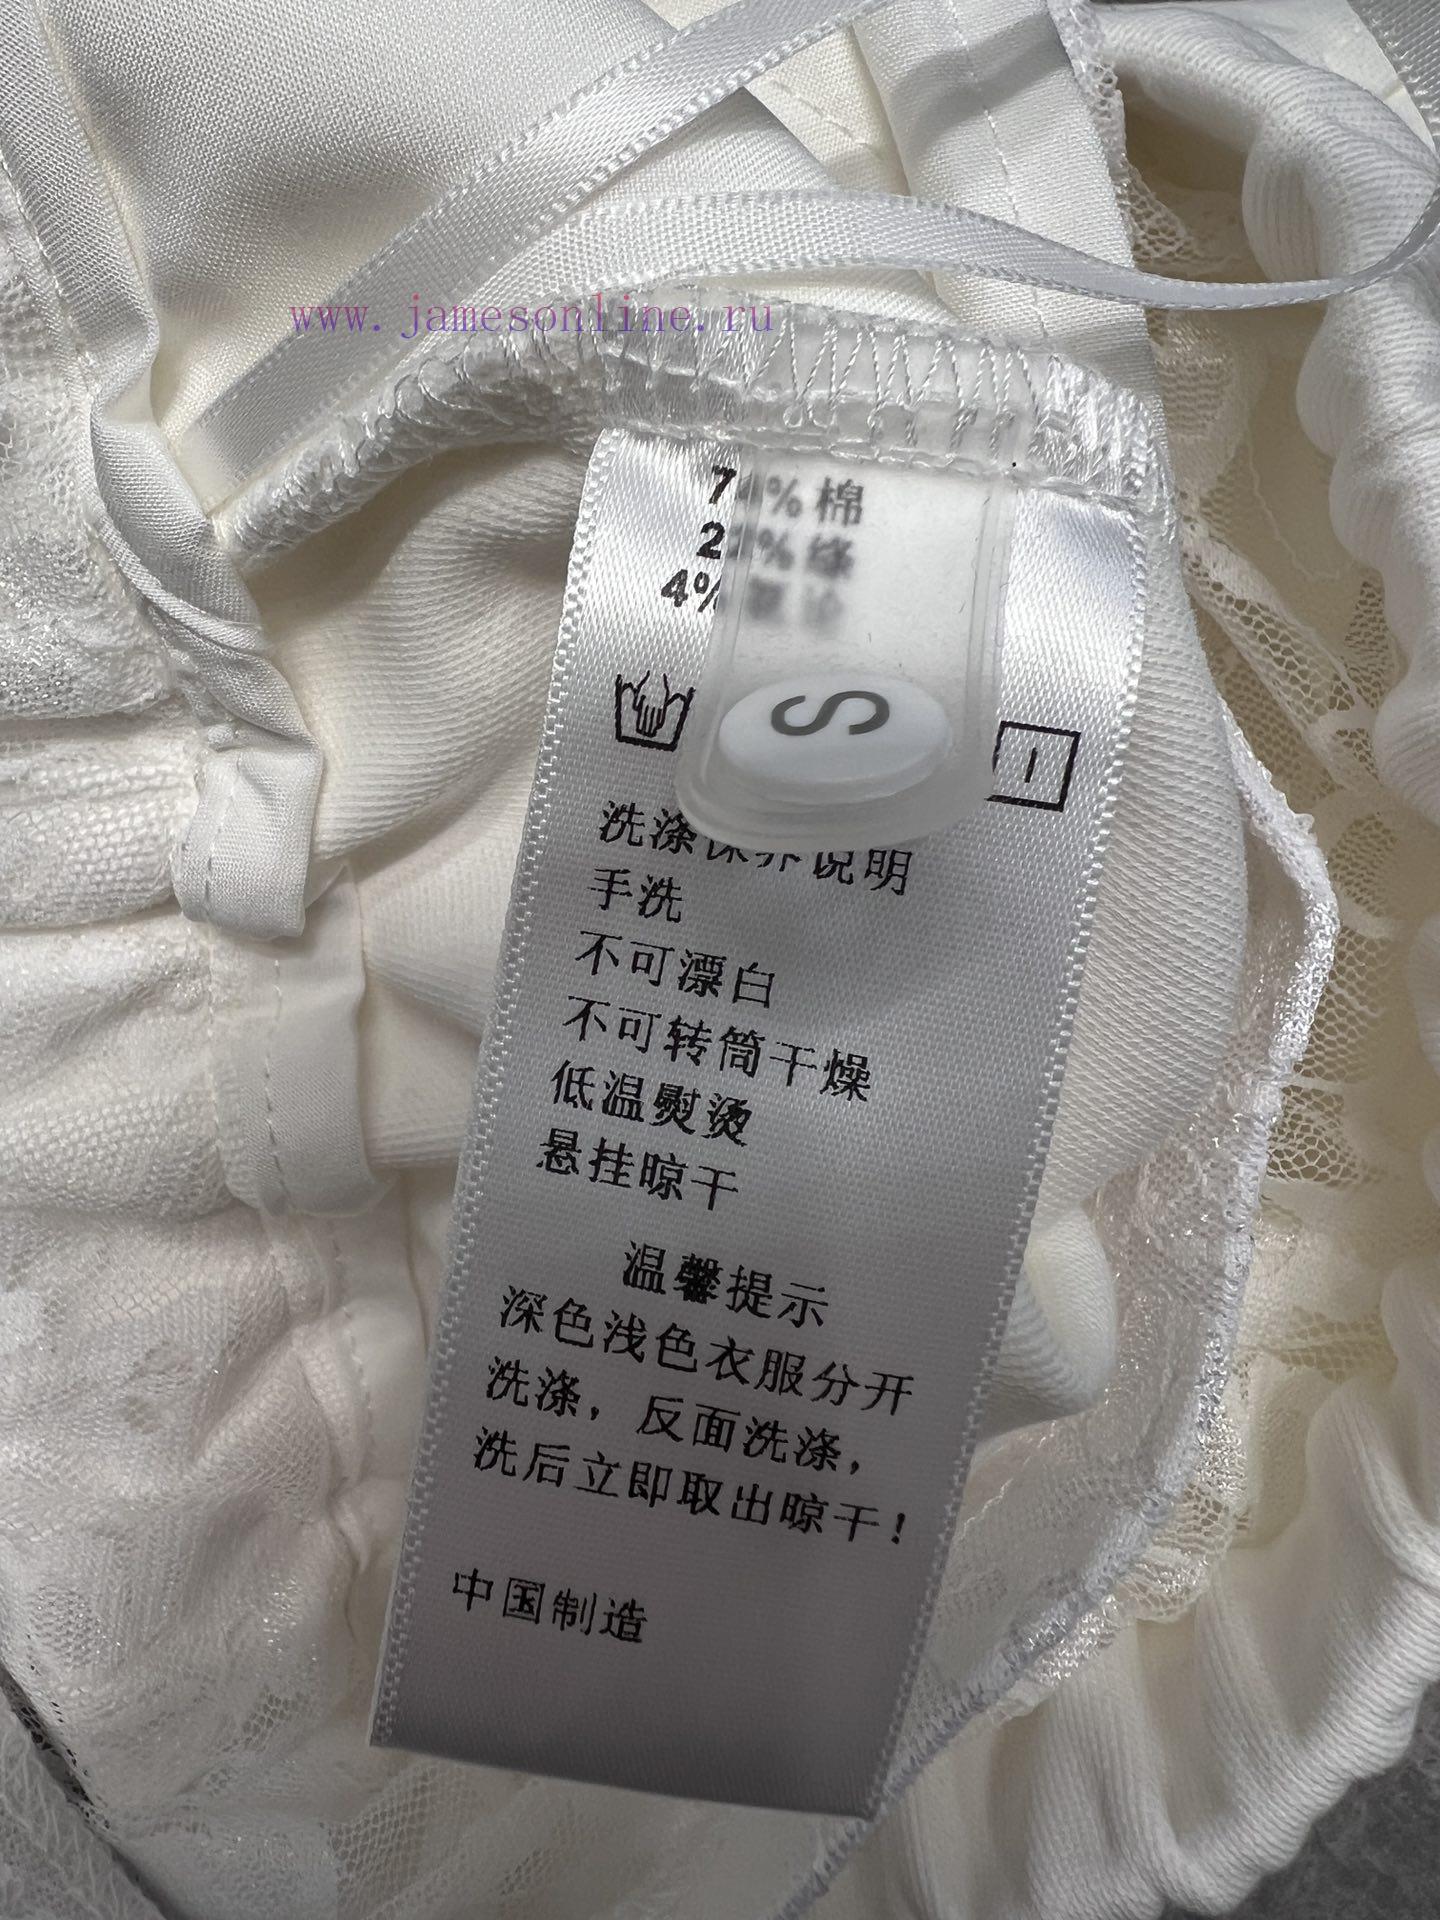 www.jamesonline.ru
棉
4%
S
洗涤保养说明
手洗
不可漂白
不可转筒干燥
低温熨烫
悬挂晾干
温馨提示
深色浅色衣服分开
洗涤，反面洗涤，
洗后立即取出晾干！
中国制造